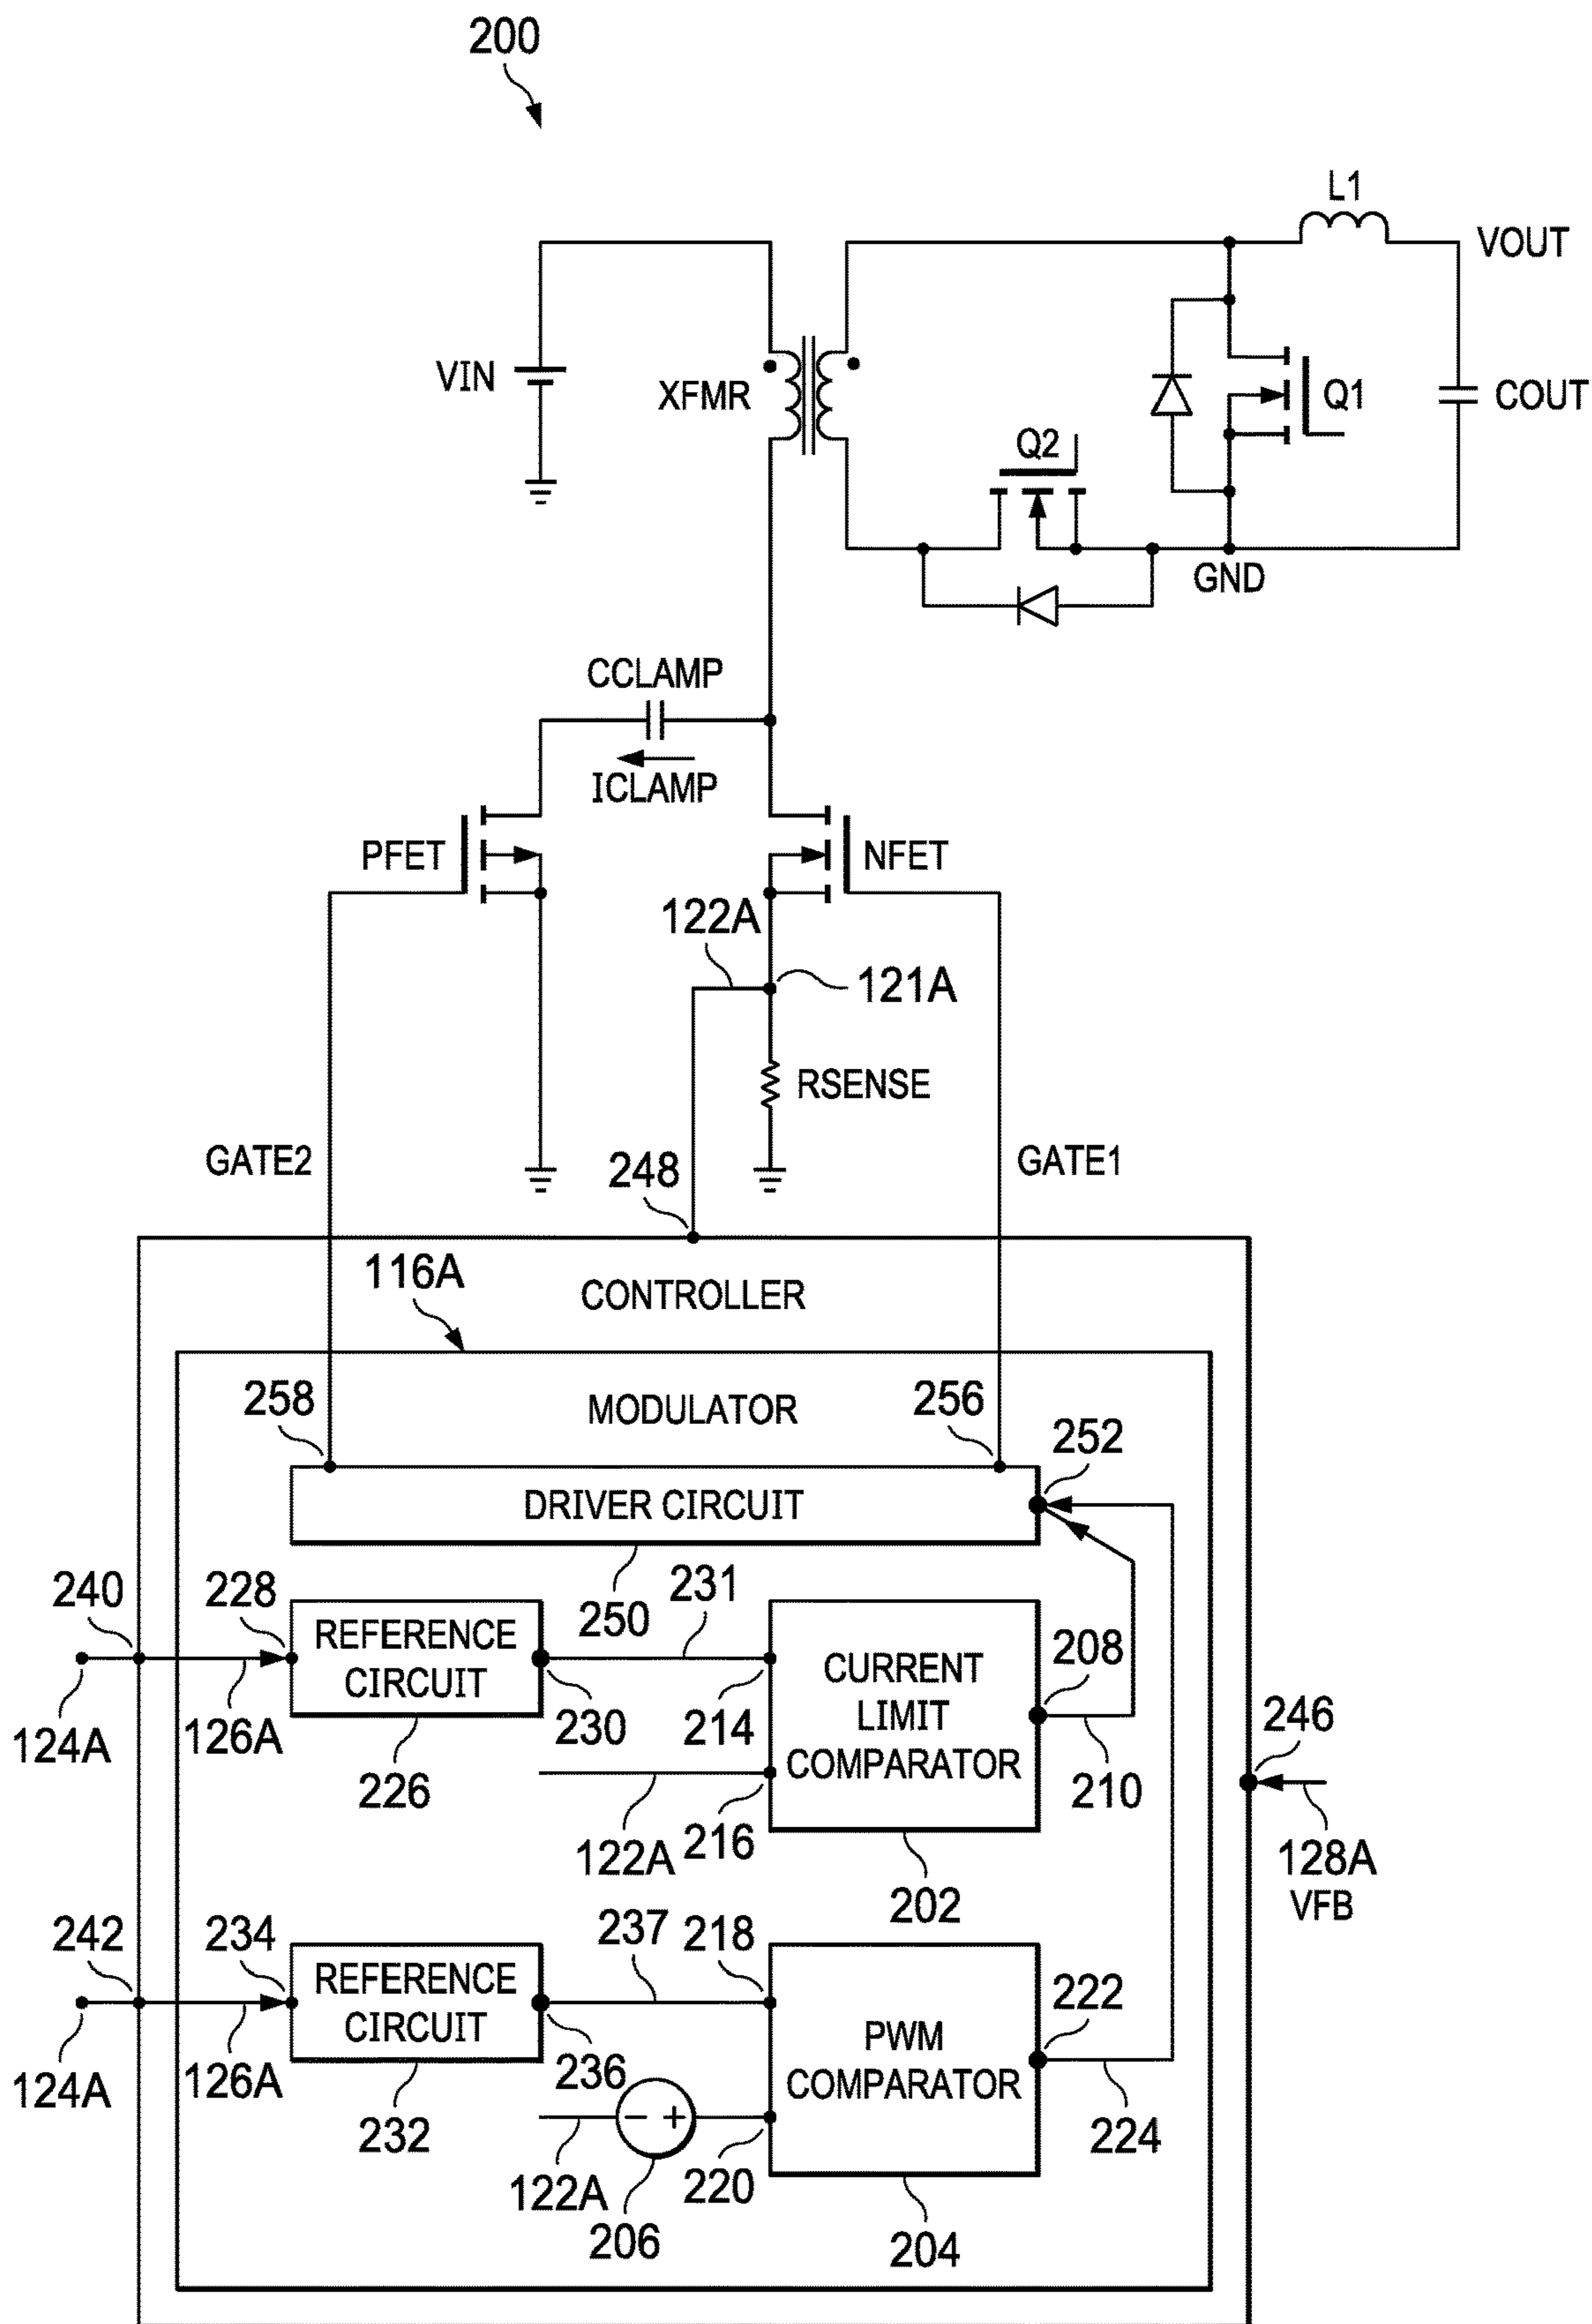 200
L1
VOUT
VIN
XFMR
Q1
COUT
Q2
GND
CCLAMP
ICLAMP
PFET
NFET
122A
121A
RSENSE
GATE2
248
GATE1
116A
CONTROLLER
258
MODULATOR
256
252
DRIVER CIRCUIT
240
228
250
231
REFERENCE
CIRCUIT
CURRENT
LIMIT
COMPARATOR
208
124A
126A
226
230
214
216
122A
210
246
202
128A
VFB
242
234
237
218
REFERENCE
CIRCUIT
222
PWM
COMPARATOR
124A
126A
232
236
- +
122A
206
220
204
224